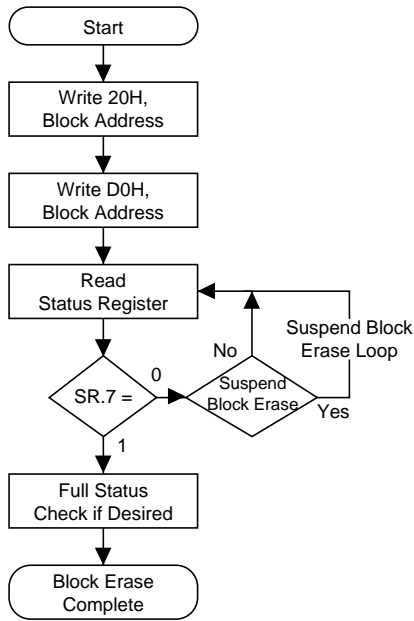 Start
Write 20H,
Block Address
Write D0H,
Block Address
Read
Status Register
Suspend Block
Erase Loop
No
0
SR.7 =
Suspend
Block Erase
Yes
1
Full Status
Check if Desired
Block Erase
Complete